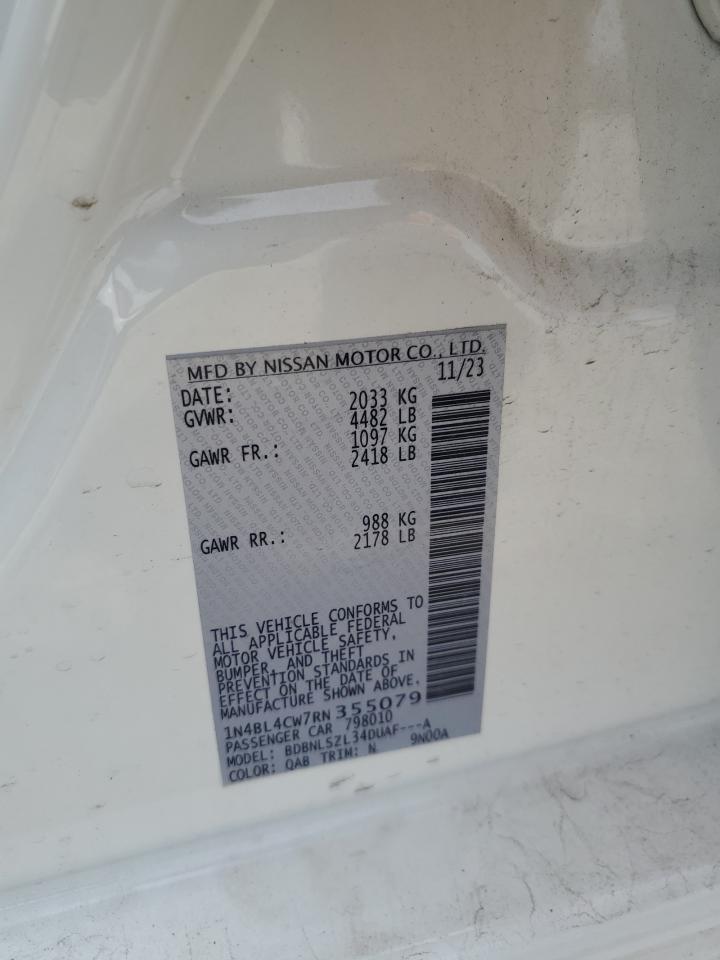 MFD BY NISSAN MOTOR CO., LTD.
DATE: 11/23
GVWR: 2033 KG
4482 LB
GAWR FR.: 1097 KG
2418 LB
GAWR RR.: 988 KG
2178 LB
THIS VEHICLE CONFORMS TO
ALL APPLICABLE FEDERAL
MOTOR VEHICLE SAFETY,
BUMPER, AND THEFT
PREVENTION STANDARDS IN
EFFECT ON THE DATE OF
MANUFACTURE SHOWN ABOVE.
1N4BL4CW7RN355079
PASSENGER CAR 798010
MODEL: BDBNLSZL34DUAF---A
COLOR: QAB TRIM: N 9N00A